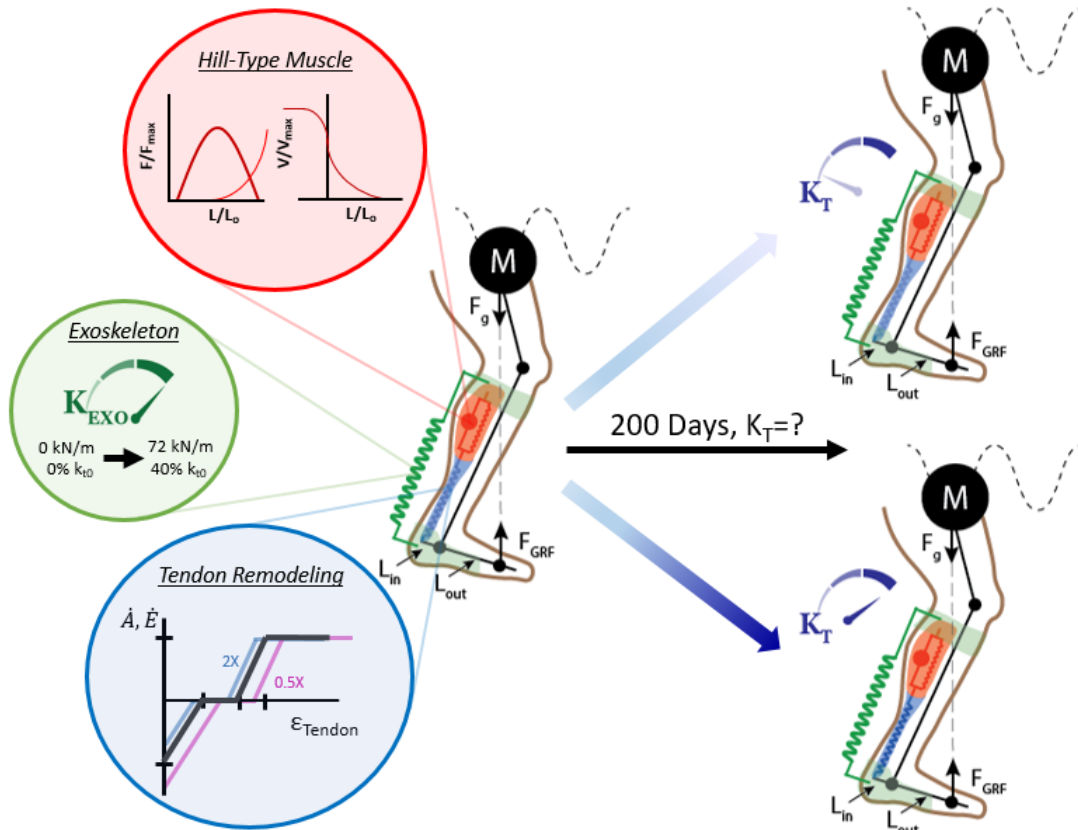 Hill-Type Muscle
F/Fmax
L/Lo
V/Vmax
L/Lo
Exoskeleton
KEXO
0 kN/m
0% kt0
72 kN/m
40% kt0
Tendon Remodeling
Ȧ, Ė
2X
0.5X
εTendon
M
Fg
FGRF
Lin
Lout
200 Days, KT=?
M
Fg
KT
FGRF
Lin
Lout
M
Fg
KT
FGRF
Lin
Lout